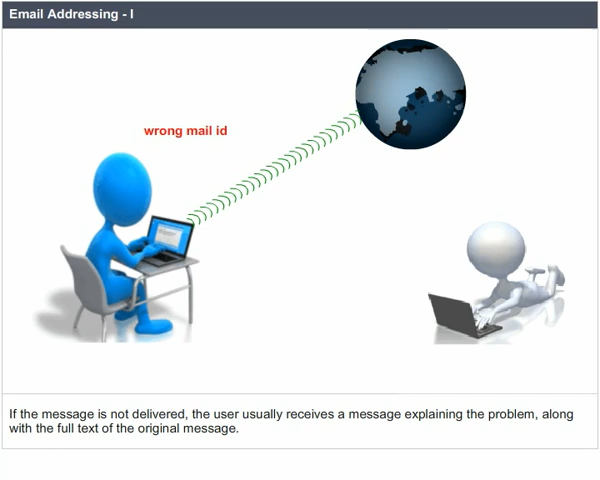 Email Addressing - I
wrong mail id
If the message is not delivered, the user usually receives a message explaining the problem, along
with the full text of the original message.